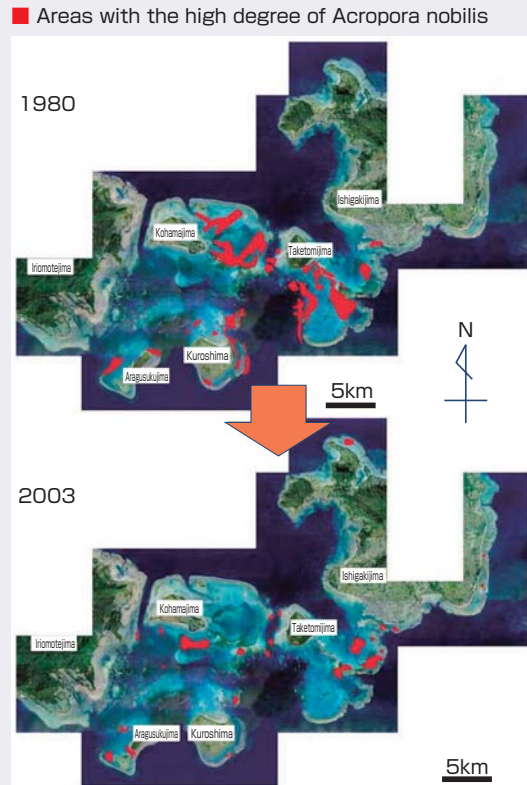 Areas with the high degree of Acropora nobilis
1980
Ishigakijima
Kohamajima
Taketomijima
Iriomotejima
Kuroshima
Aragusukujima
N
5km
2003
Ishigakijima
Kohamajima
Taketomijima
Iriomotejima
Aragusukujima
Kuroshima
5km